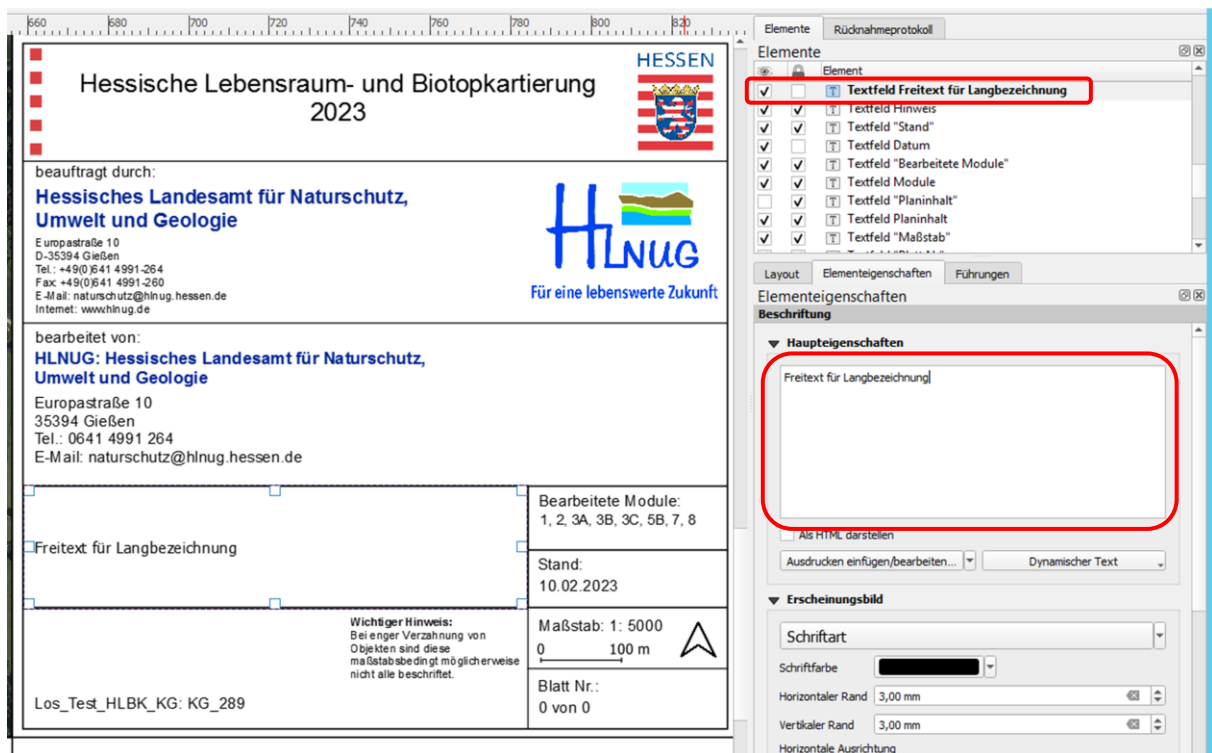 660 680 700 720 740 760 780 800 820
Hessische Lebensraum- und Biotopkartierung
2023
HESSEN
beauftragt durch:
Hessisches Landesamt für Naturschutz,
Umwelt und Geologie
Europastraße 10
D-35394 Gießen
Tel.: +49(0)641 4991-264
Fax: +49(0)641 4991-260
E-Mail: naturschutz@hlnug.hessen.de
Internet: www.hlnug.de
HLNUG
Für eine lebenswerte Zukunft
bearbeitet von:
HLNUG: Hessisches Landesamt für Naturschutz,
Umwelt und Geologie
Europastraße 10
35394 Gießen
Tel.: 0641 4991 264
E-Mail: naturschutz@hlnug.hessen.de
Freitext für Langbezeichnung
Bearbeitete Module:
1, 2, 3A, 3B, 3C, 5B, 7, 8
Stand:
10.02.2023
Wichtiger Hinweis:
Bei enger Verzahnung von
Objekten sind diese
maßstabsbedingt möglicherweise
nicht alle beschriftet.
Maßstab: 1: 5000
0 100 m
Los_Test_HLBK_KG: KG_289
Blatt Nr.:
0 von 0
Elemente Rücknahmeprotokoll
Elemente
Element
Textfeld Freitext für Langbezeichnung
Textfeld Hinweis
Textfeld "Stand"
Textfeld Datum
Textfeld "Bearbeitete Module"
Textfeld Module
Textfeld "Planinhalt"
Textfeld Planinhalt
Textfeld "Maßstab"
Layout Elementeigenschaften Führungen
Elementeigenschaften
Beschriftung
Haupteigenschaften
Freitext für Langbezeichnung
Als HTML darstellen
Ausdrucken einfügen/bearbeiten... Dynamischer Text
Erscheinungsbild
Schriftart
Schriftfarbe
Horizontaler Rand 3,00 mm
Vertikaler Rand 3,00 mm
Horizontale Ausrichtung